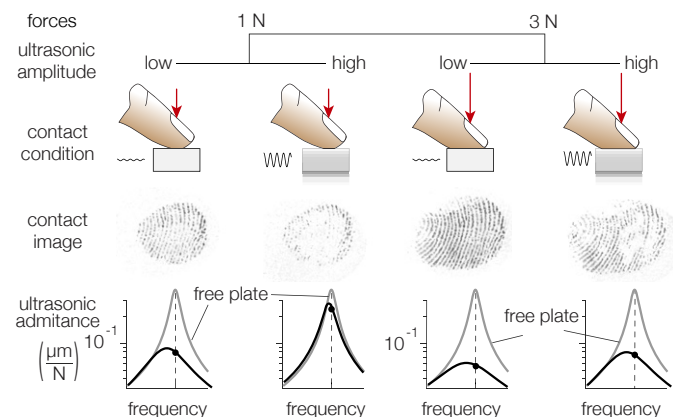 forces 1 N 3 N
ultrasonic
amplitude
low high low high
contact
condition
contact
image
ultrasonic
admitance
(μm/N)
free plate
free plate
10⁻¹ 10⁻¹
frequency frequency frequency frequency